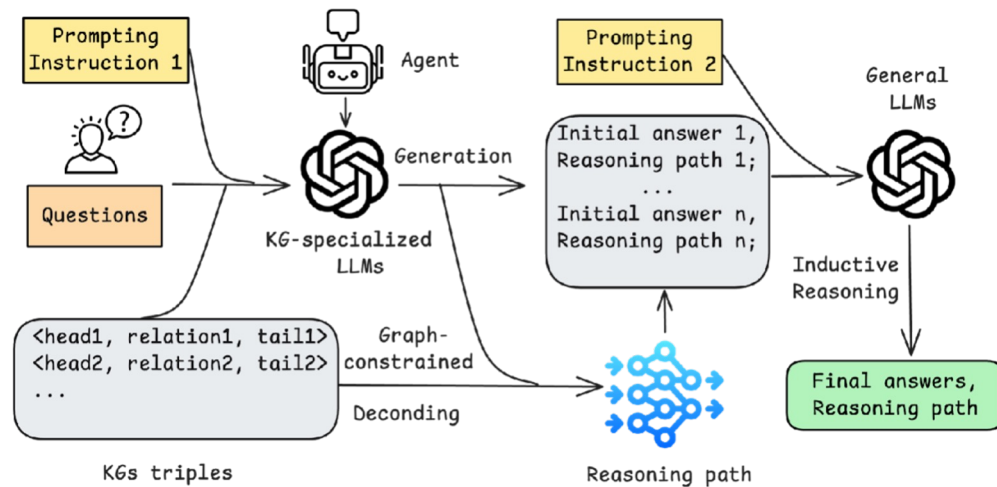 Prompting
Instruction 1
Agent
Prompting
Instruction 2
General
LLMs
?
Questions
Generation
KG-specialized
LLMs
Initial answer 1,
Reasoning path 1;
...
Initial answer n,
Reasoning path n;
Inductive
Reasoning
<head1, relation1, tail1>
<head2, relation2, tail2>
...
Graph-
constrained
Deconding
Final answers,
Reasoning path
KGs triples
Reasoning path